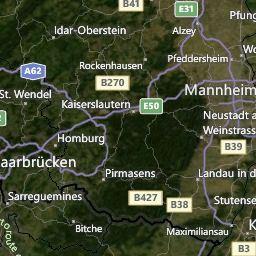 B41
E31
Idar-Oberstein
Alzey
Pfung
Rockenhausen
Pfeddersheim
A62
B270
St. Wendel
Mannheim
Kaiserslautern
E50
Neustadt a
Weinstrass
Homburg
B39
aarbrücken
Pirmasens
Landau in d
Sarreguemines
B427
B38
Stutense
Bitche
Maximiliansau
K
B3